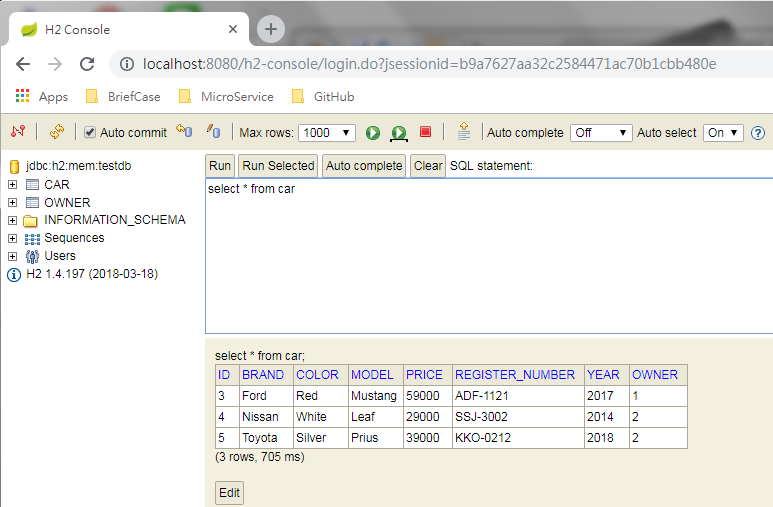 H2 Console
localhost:8080/h2-console/login.do?jsessionid=b9a7627aa32c2584471ac70b1cbb480e
Apps BriefCase MicroService GitHub
Auto commit Max rows: 1000 Auto complete Off Auto select On
jdbc:h2:mem:testdb
CAR
OWNER
INFORMATION_SCHEMA
Sequences
Users
H2 1.4.197 (2018-03-18)
Run Run Selected Auto complete Clear SQL statement:
select * from car
select * from car;
ID BRAND COLOR MODEL PRICE REGISTER_NUMBER YEAR OWNER
3 Ford Red Mustang 59000 ADF-1121 2017 1
4 Nissan White Leaf 29000 SSJ-3002 2014 2
5 Toyota Silver Prius 39000 KKO-0212 2018 2
(3 rows, 705 ms)
Edit